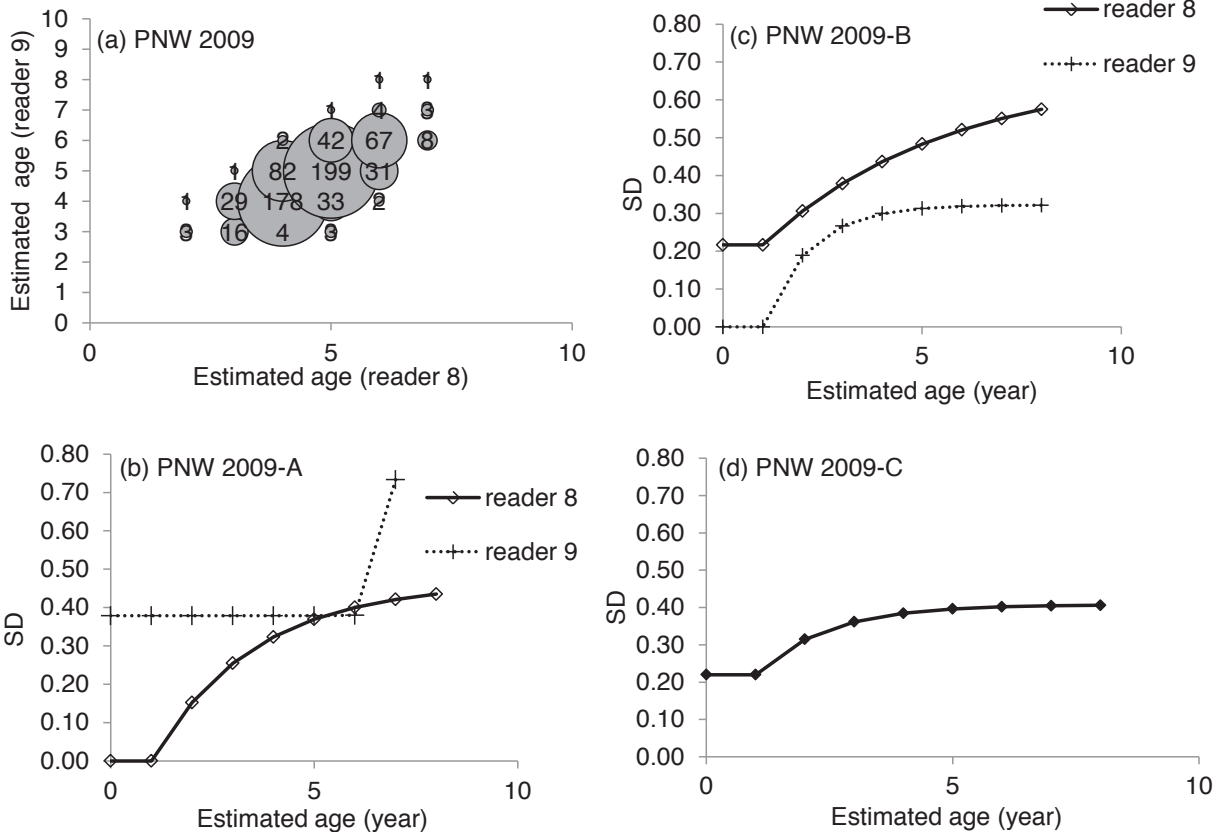 (a) PNW 2009
Estimated age (reader 9)
10
9
8
7
6
5
4
3
2
1
0
1 1
1 4 3
2 42 67 8
1 82 199 31
1 29 178 33 2
3 16 4 3
0 5 10
Estimated age (reader 8)
(c) PNW 2009-B
reader 8
reader 9
SD
0.80
0.70
0.60
0.50
0.40
0.30
0.20
0.10
0.00
0 5 10
Estimated age (year)
(b) PNW 2009-A
reader 8
reader 9
SD
0.80
0.70
0.60
0.50
0.40
0.30
0.20
0.10
0.00
0 5 10
Estimated age (year)
(d) PNW 2009-C
SD
0.80
0.70
0.60
0.50
0.40
0.30
0.20
0.10
0.00
0 5 10
Estimated age (year)